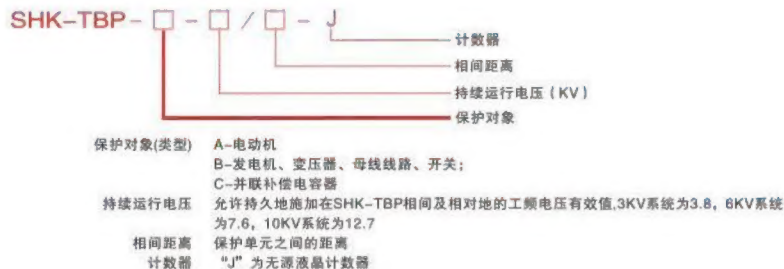 SHK-TBP-□-□/□-J
计数器
相间距离
持续运行电压（KV）
保护对象
保护对象(类型) A-电动机
B-发电机、变压器、母线线路、开关；
C-并联补偿电容器
持续运行电压 允许持久地施加在SHK-TBP相间及相对地的工频电压有效值,3KV系统为3.8，6KV系统
为7.6，10KV系统为12.7
相间距离 保护单元之间的距离
计数器 “J”为无源液晶计数器